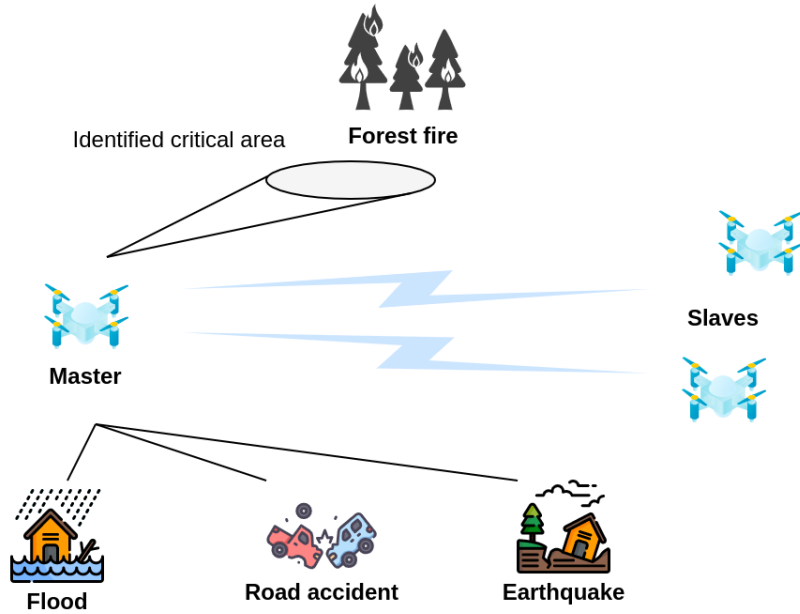 Forest fire
Identified critical area
Slaves
Master
Flood
Road accident
Earthquake